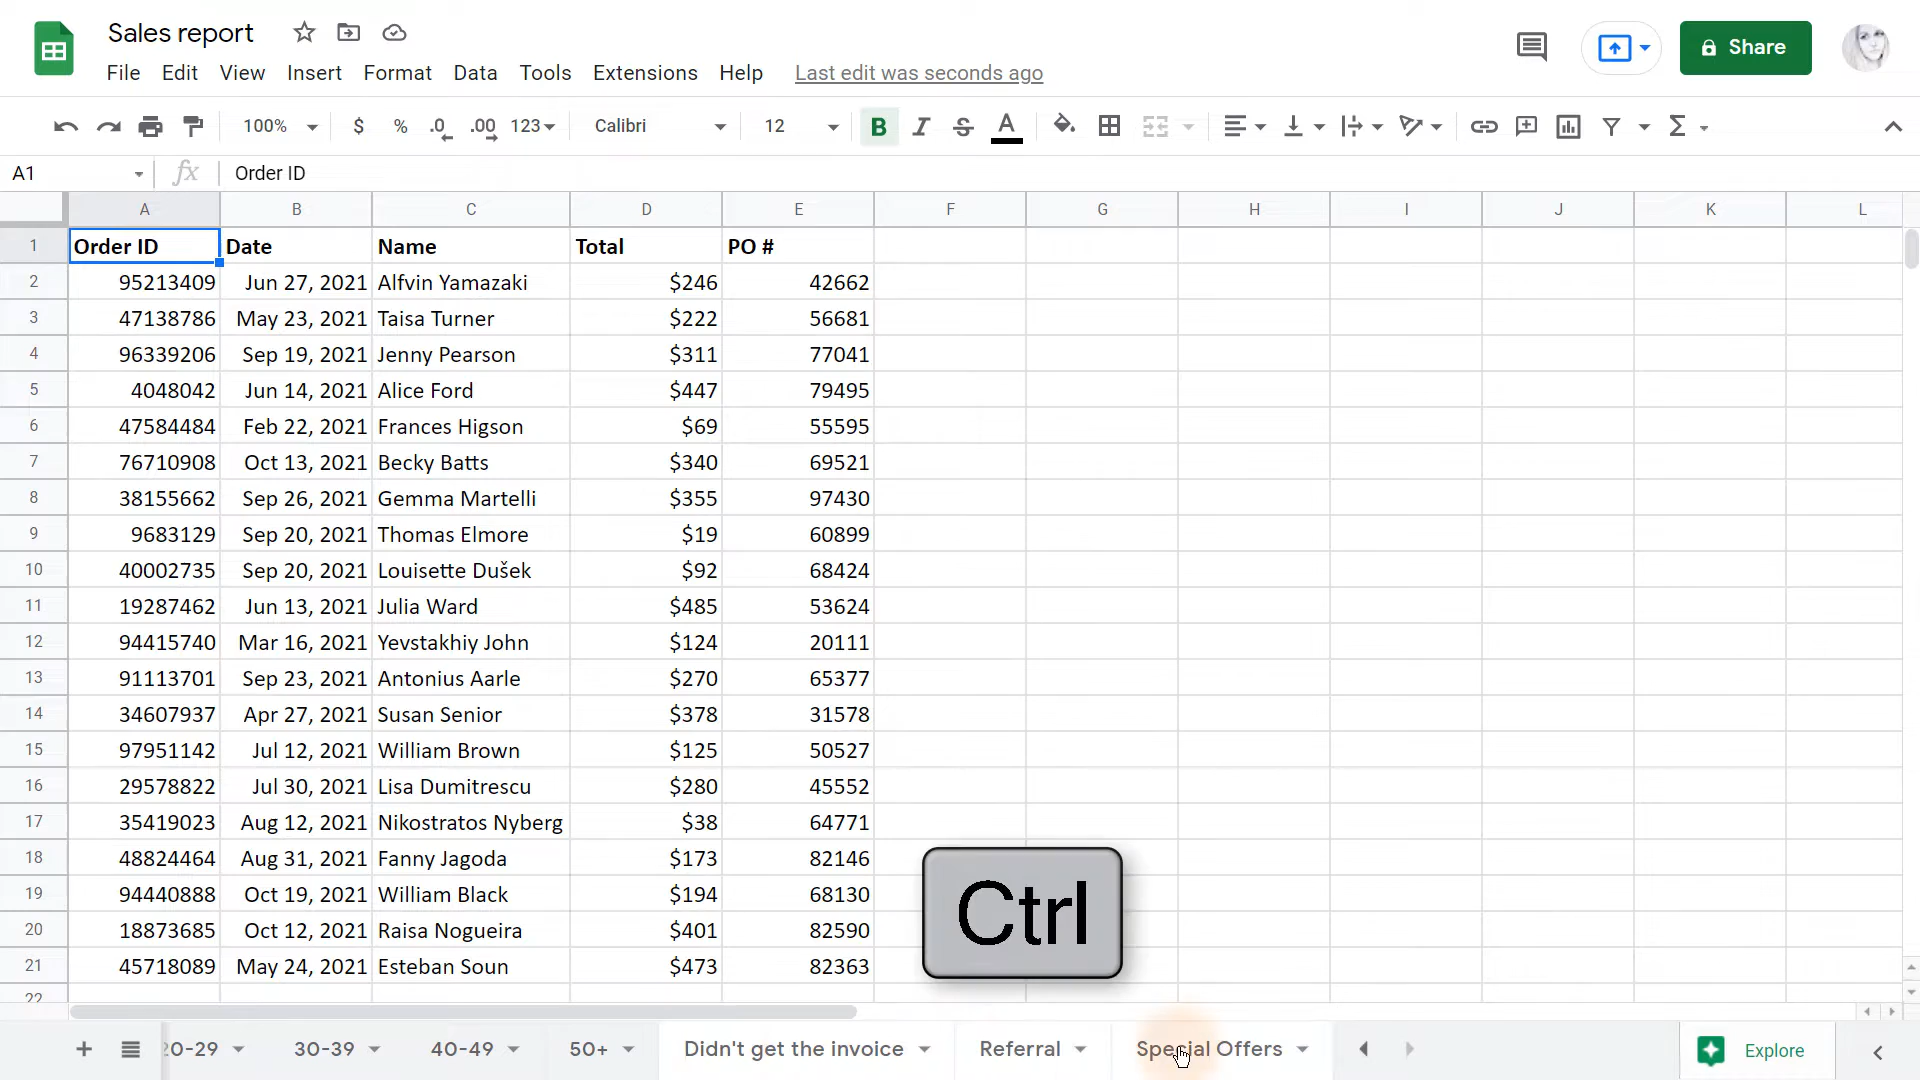 Sales report
File Edit View Insert Format Data Tools Extensions Help Last edit was seconds ago
Share
100% $ % .0 .00 123 Calibri 12 B I S A Σ
A1 fx Order ID
A B C D E F G H I J K L
1 Order ID Date Name Total PO #
2 95213409 Jun 27, 2021 Alfvin Yamazaki $246 42662
3 47138786 May 23, 2021 Taisa Turner $222 56681
4 96339206 Sep 19, 2021 Jenny Pearson $311 77041
5 4048042 Jun 14, 2021 Alice Ford $447 79495
6 47584484 Feb 22, 2021 Frances Higson $69 55595
7 76710908 Oct 13, 2021 Becky Batts $340 69521
8 38155662 Sep 26, 2021 Gemma Martelli $355 97430
9 9683129 Sep 20, 2021 Thomas Elmore $19 60899
10 40002735 Sep 20, 2021 Louisette Dušek $92 68424
11 19287462 Jun 13, 2021 Julia Ward $485 53624
12 94415740 Mar 16, 2021 Yevstakhiy John $124 20111
13 91113701 Sep 23, 2021 Antonius Aarle $270 65377
14 34607937 Apr 27, 2021 Susan Senior $378 31578
15 97951142 Jul 12, 2021 William Brown $125 50527
16 29578822 Jul 30, 2021 Lisa Dumitrescu $280 45552
17 35419023 Aug 12, 2021 Nikostratos Nyberg $38 64771
18 48824464 Aug 31, 2021 Fanny Jagoda $173 82146
19 94440888 Oct 19, 2021 William Black $194 68130
20 18873685 Oct 12, 2021 Raisa Nogueira $401 82590
21 45718089 May 24, 2021 Esteban Soun $473 82363
22
Ctrl
20-29 30-39 40-49 50+ Didn't get the invoice Referral Special Offers Explore